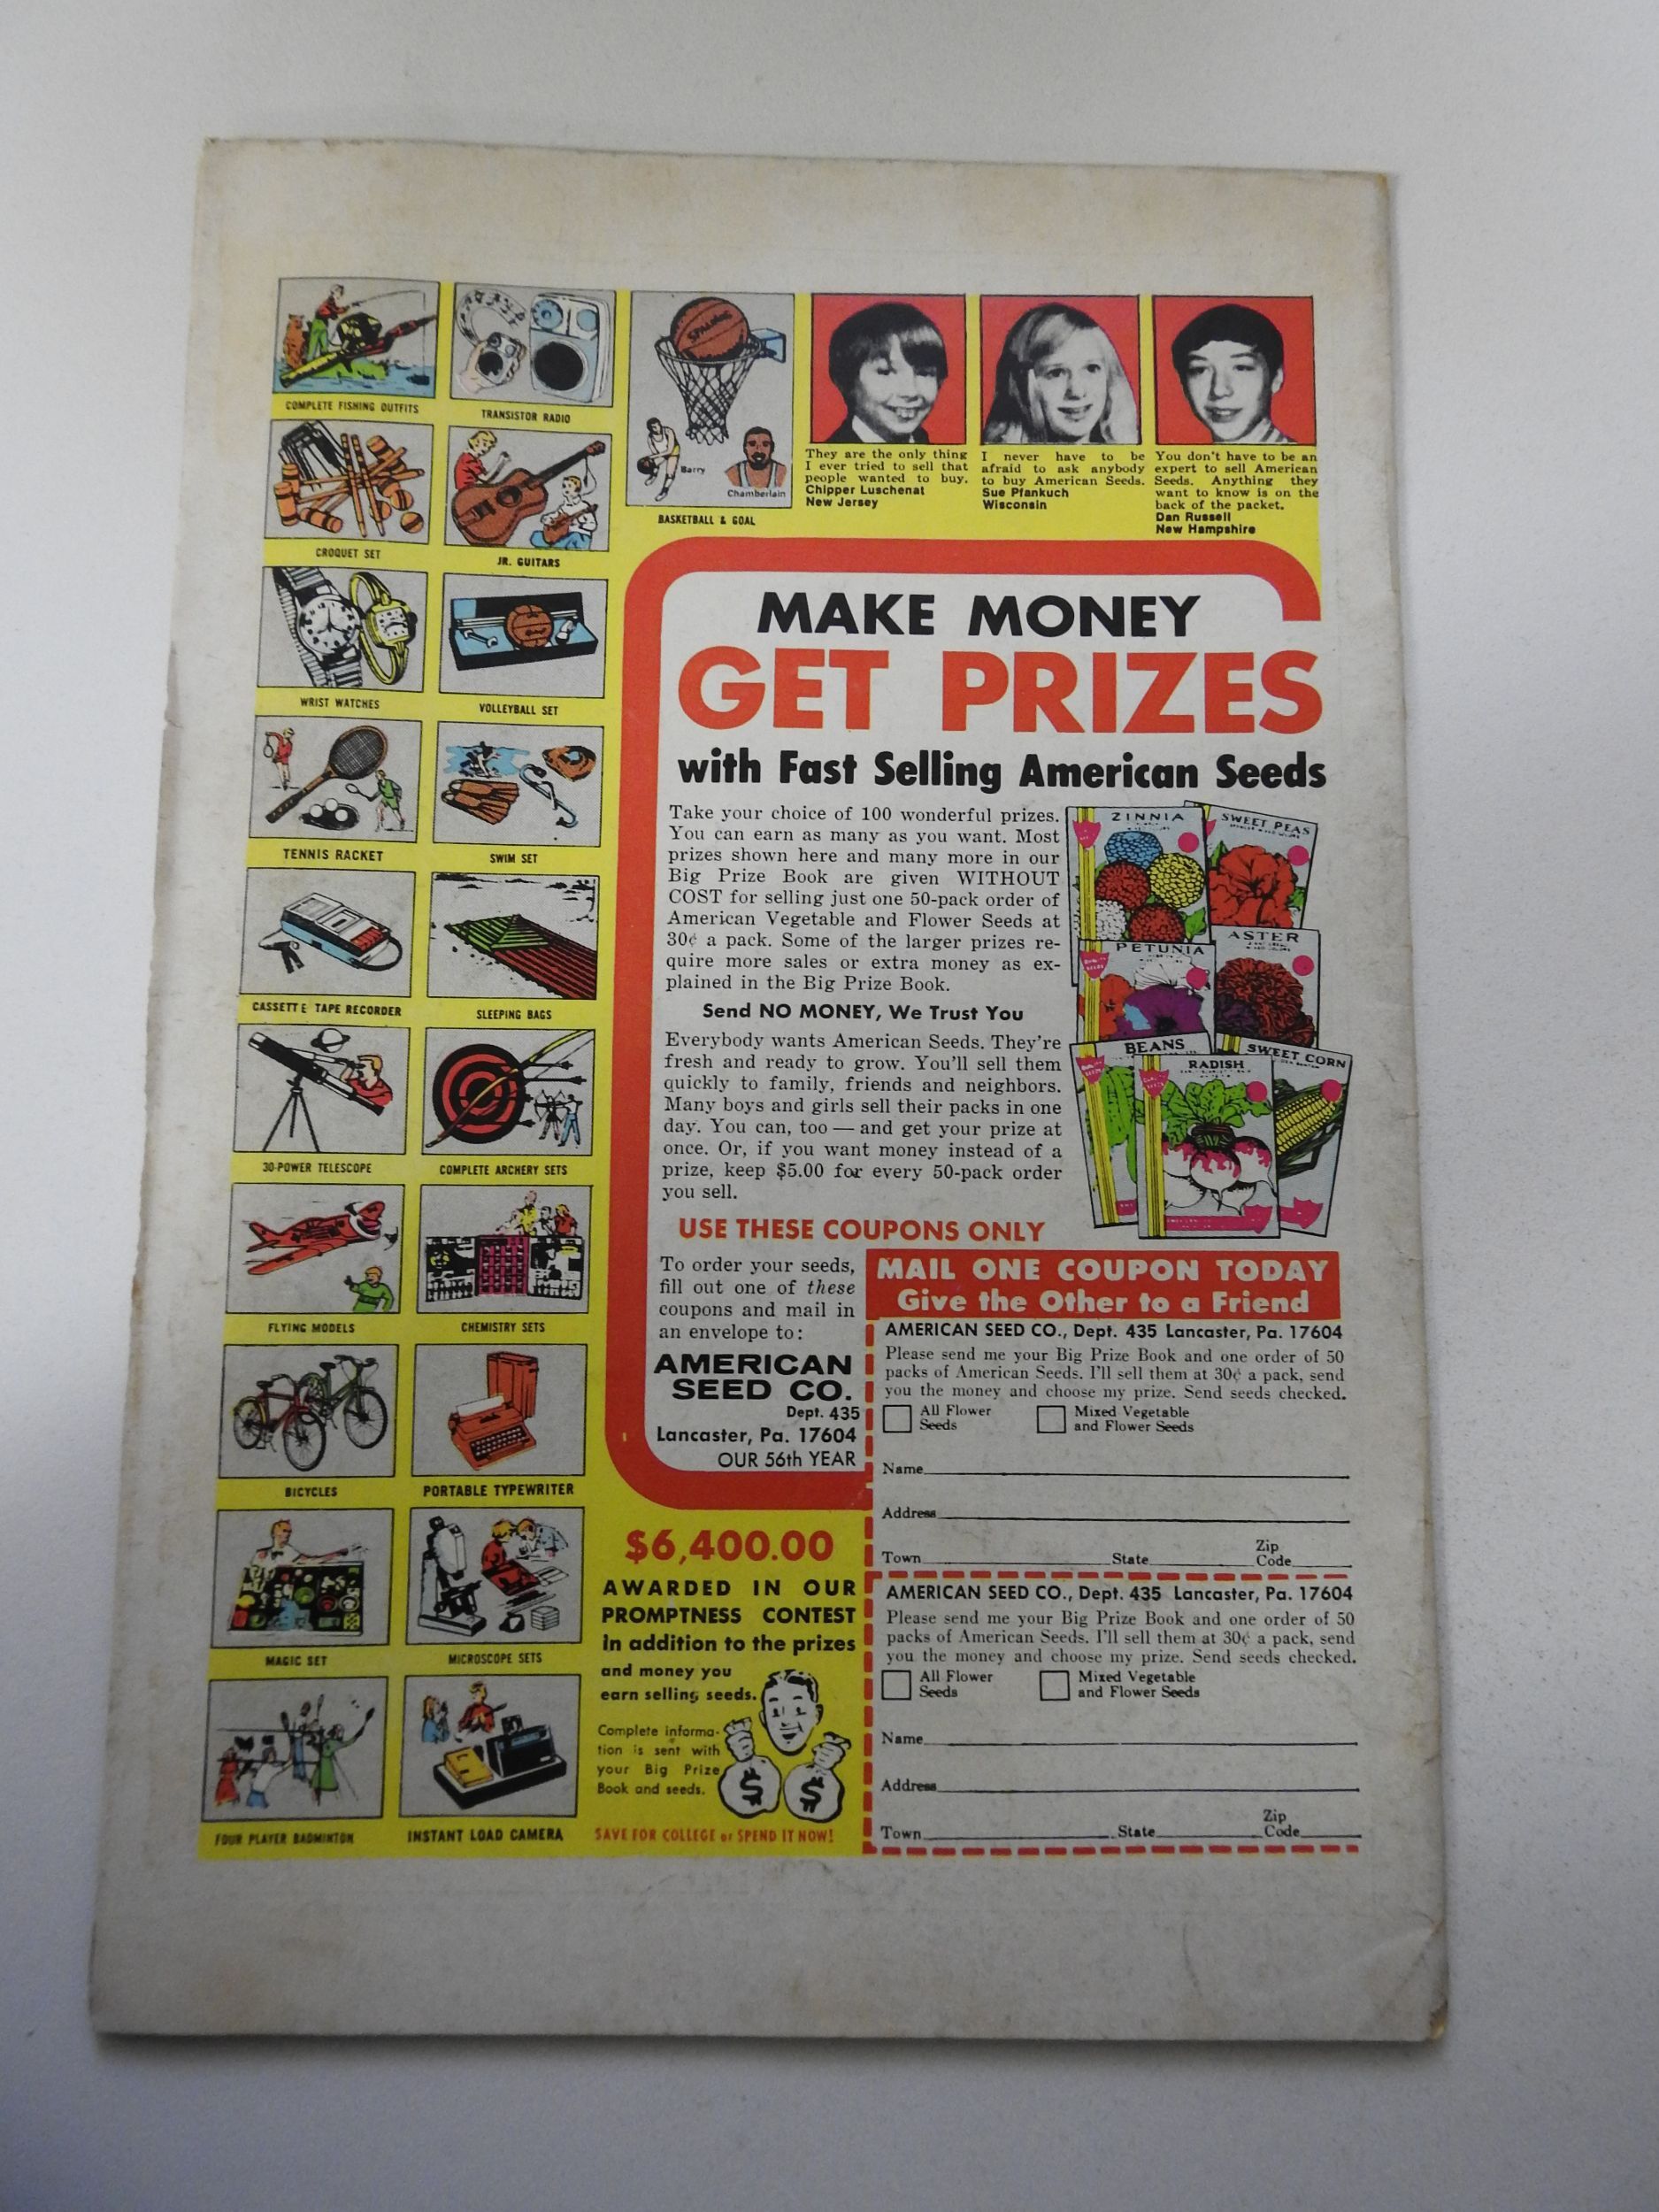 COMPLETE FISHING OUTFITS
TRANSISTOR RADIO
SPALDING
Barry
Chamberlain
BASKETBALL & GOAL
CROQUET SET
JR. GUITARS
WRIST WATCHES
VOLLEYBALL SET
TENNIS RACKET
SWIM SET
CASSETTE TAPE RECORDER
SLEEPING BAGS
30-POWER TELESCOPE
COMPLETE ARCHERY SETS
FLYING MODELS
CHEMISTRY SETS
BICYCLES
PORTABLE TYPEWRITER
MAGIC SET
MICROSCOPE SETS
FOUR PLAYER BADMINTON
INSTANT LOAD CAMERA
They are the only thing
I ever tried to sell that
people wanted to buy.
Chipper Luschenat
New Jersey
I never have to be
afraid to ask anybody
to buy American Seeds.
Sue Pfankuch
Wisconsin
You don't have to be an
expert to sell American
Seeds. Anything they
want to know is on the
back of the packet.
Dan Russell
New Hampshire
MAKE MONEY
GET PRIZES
with Fast Selling American Seeds
Take your choice of 100 wonderful prizes.
You can earn as many as you want. Most
prizes shown here and many more in our
Big Prize Book are given WITHOUT
COST for selling just one 50-pack order of
American Vegetable and Flower Seeds at
30¢ a pack. Some of the larger prizes re-
quire more sales or extra money as ex-
plained in the Big Prize Book.
Send NO MONEY, We Trust You
Everybody wants American Seeds. They're
fresh and ready to grow. You'll sell them
quickly to family, friends and neighbors.
Many boys and girls sell their packs in one
day. You can, too — and get your prize at
once. Or, if you want money instead of a
prize, keep $5.00 for every 50-pack order
you sell.
ZINNIA
SWEET PEAS
PETUNIA
ASTER
BEANS
RADISH
SWEET CORN
USE THESE COUPONS ONLY
To order your seeds,
fill out one of these
coupons and mail in
an envelope to:
AMERICAN
SEED CO.
Dept. 435
Lancaster, Pa. 17604
OUR 56th YEAR
MAIL ONE COUPON TODAY
Give the Other to a Friend
AMERICAN SEED CO., Dept. 435 Lancaster, Pa. 17604
Please send me your Big Prize Book and one order of 50
packs of American Seeds. I'll sell them at 30¢ a pack, send
you the money and choose my prize. Send seeds checked.
All Flower
Seeds
Mixed Vegetable
and Flower Seeds
Name
Address
Town State Zip Code
AMERICAN SEED CO., Dept. 435 Lancaster, Pa. 17604
Please send me your Big Prize Book and one order of 50
packs of American Seeds. I'll sell them at 30¢ a pack, send
you the money and choose my prize. Send seeds checked.
All Flower
Seeds
Mixed Vegetable
and Flower Seeds
Name
Address
Town State Zip Code
$6,400.00
AWARDED IN OUR
PROMPTNESS CONTEST
in addition to the prizes
and money you
earn selling seeds.
Complete informa-
tion is sent with
your Big Prize
Book and seeds.
$ $
SAVE FOR COLLEGE or SPEND IT NOW!